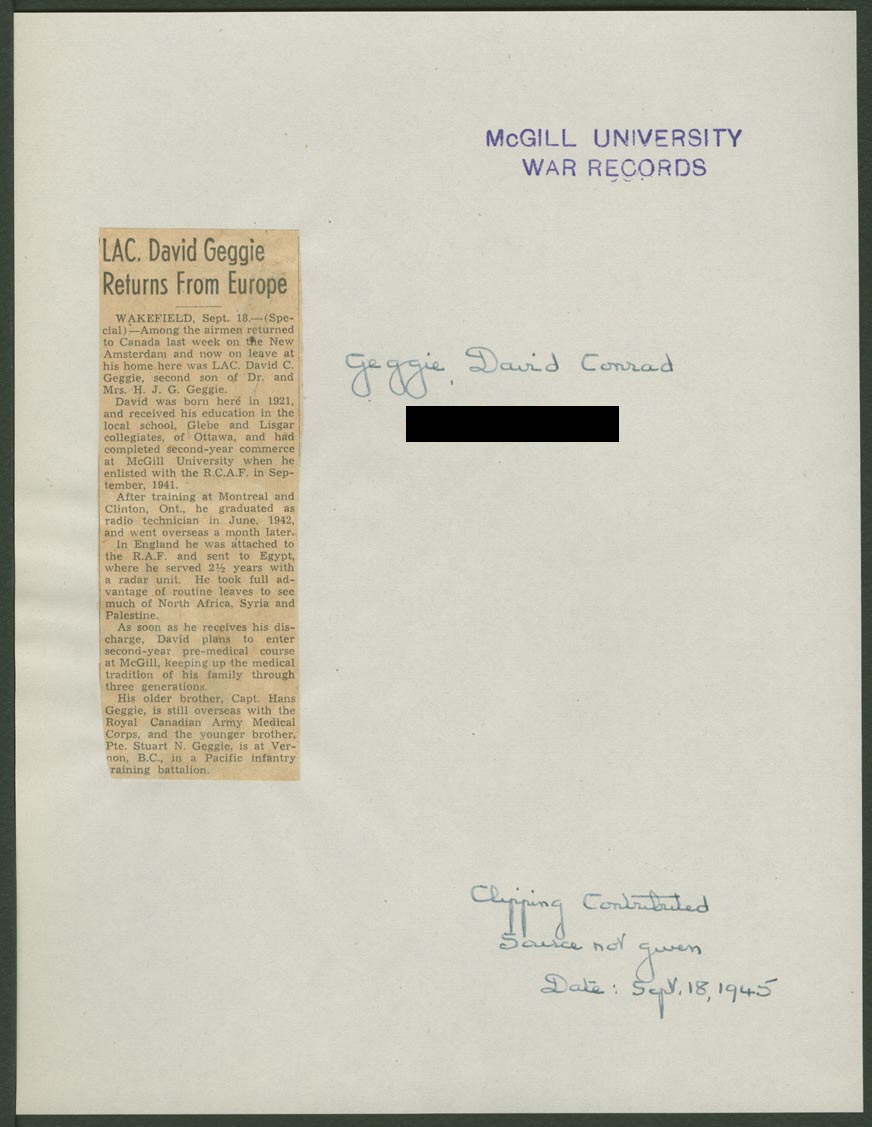 McGILL UNIVERSITY
WAR RECORDS
LAC. David Geggie
Returns From Europe
WAKEFIELD, Sept. 18.—(Spe-
cial)—Among the airmen returned
to Canada last week on the New
Amsterdam and now on leave at
his home here was LAC. David C.
Geggie, second son of Dr. and
Mrs. H. J. G. Geggie.
David was born here in 1921,
and received his education in the
local school, Glebe and Lisgar
collegiates, of Ottawa, and had
completed second-year commerce
at McGill University when he
enlisted with the R.C.A.F. in Sep-
tember, 1941.
After training at Montreal and
Clinton, Ont., he graduated as
radio technician in June, 1942,
and went overseas a month later.
In England he was attached to
the R.A.F. and sent to Egypt,
where he served 2½ years with
a radar unit. He took full ad-
vantage of routine leaves to see
much of North Africa, Syria and
Palestine.
As soon as he receives his dis-
charge, David plans to enter
second-year pre-medical course
at McGill, keeping up the medical
tradition of his family through
three generations.
His older brother, Capt. Hans
Geggie, is still overseas with the
Royal Canadian Army Medical
Corps, and the younger brother,
Pte. Stuart N. Geggie, is at Ver-
non, B.C., in a Pacific infantry
raining battalion.
Geggie, David Conrad
Clipping Contributed
Source not given
Date: Sept. 18, 1945